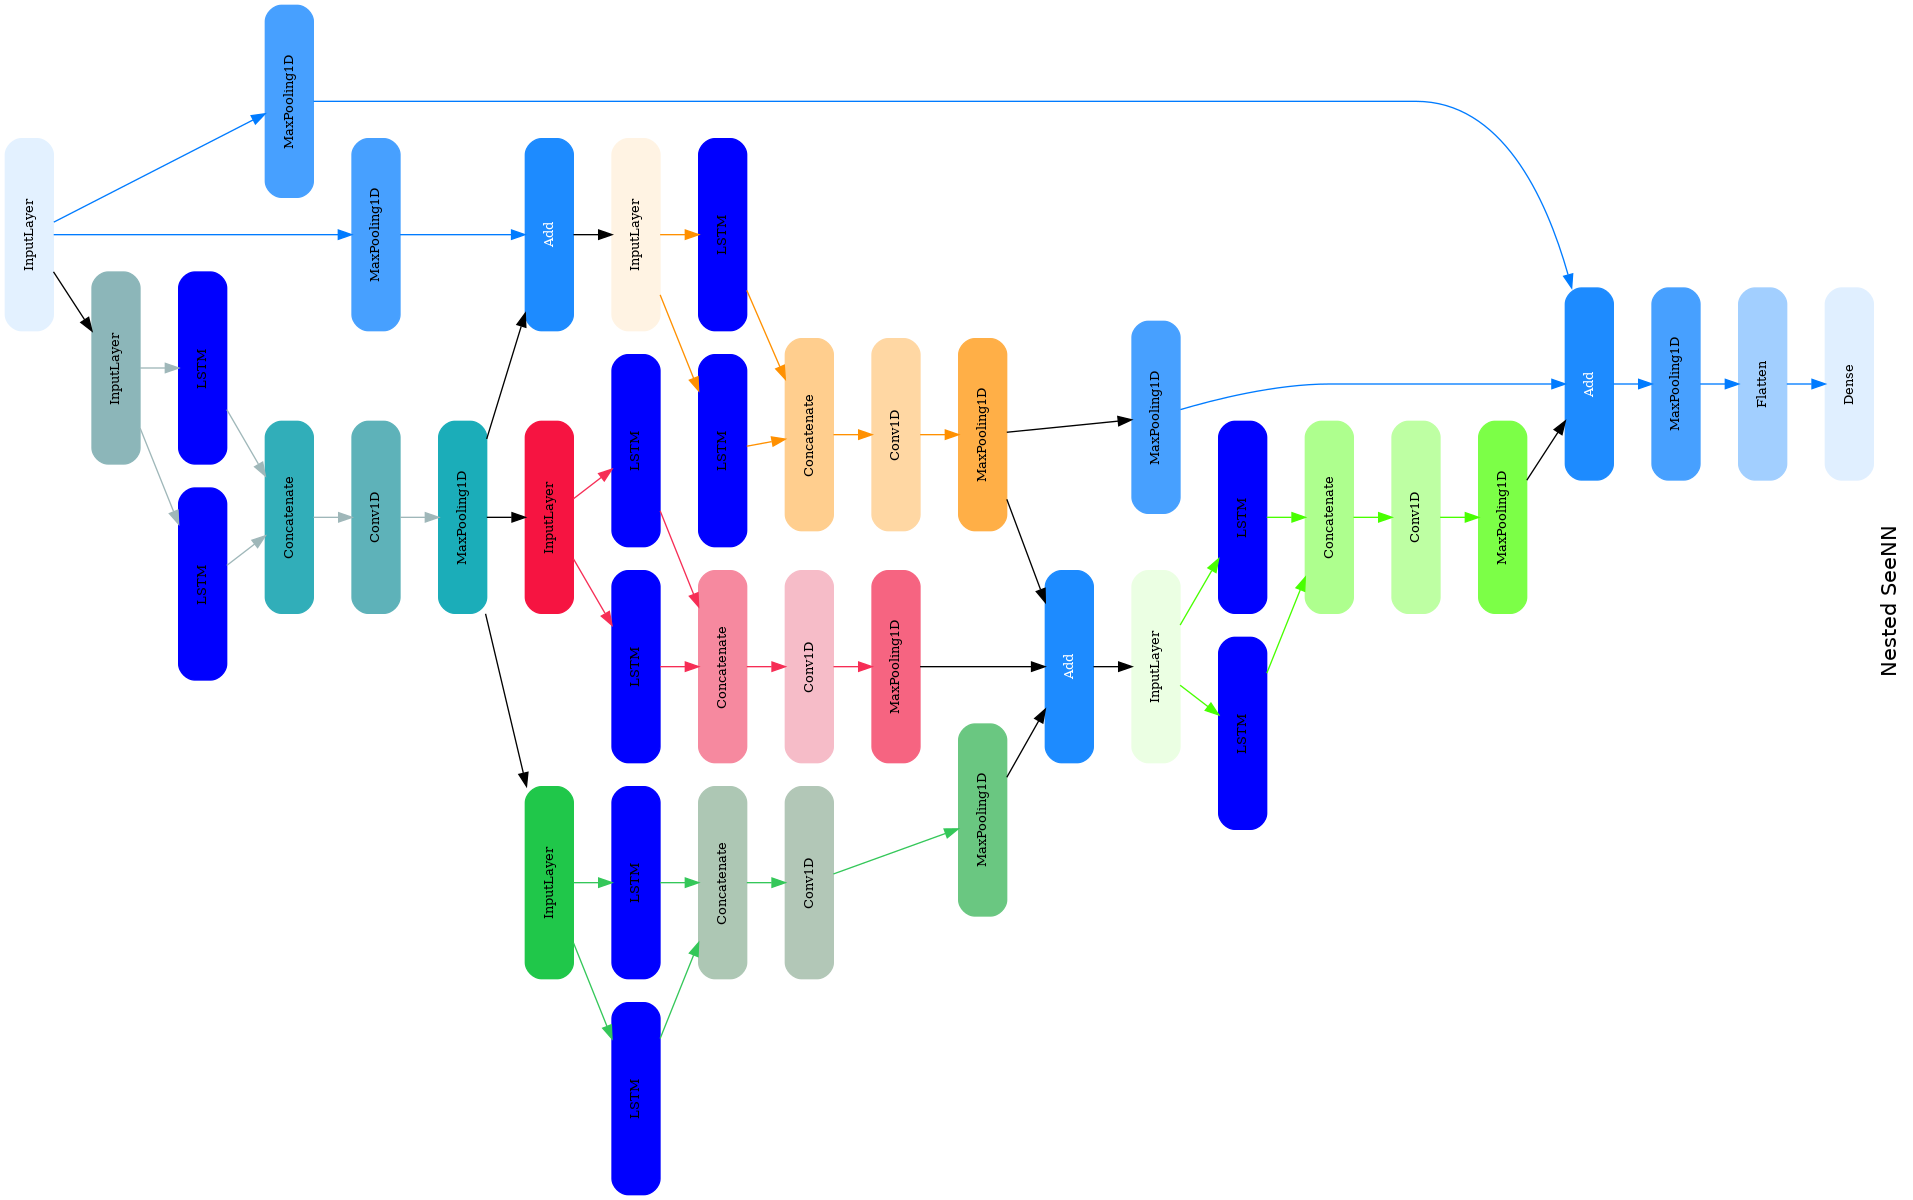 InputLayer
InputLayer
LSTM
LSTM
MaxPooling1D
Concatenate
MaxPooling1D
Conv1D
MaxPooling1D
Add
InputLayer
InputLayer
InputLayer
LSTM
LSTM
LSTM
LSTM
LSTM
LSTM
Concatenate
Concatenate
Concatenate
Conv1D
Conv1D
Conv1D
MaxPooling1D
MaxPooling1D
MaxPooling1D
Add
MaxPooling1D
InputLayer
LSTM
LSTM
Concatenate
Conv1D
MaxPooling1D
Add
MaxPooling1D
Flatten
Dense
Nested SeeNN